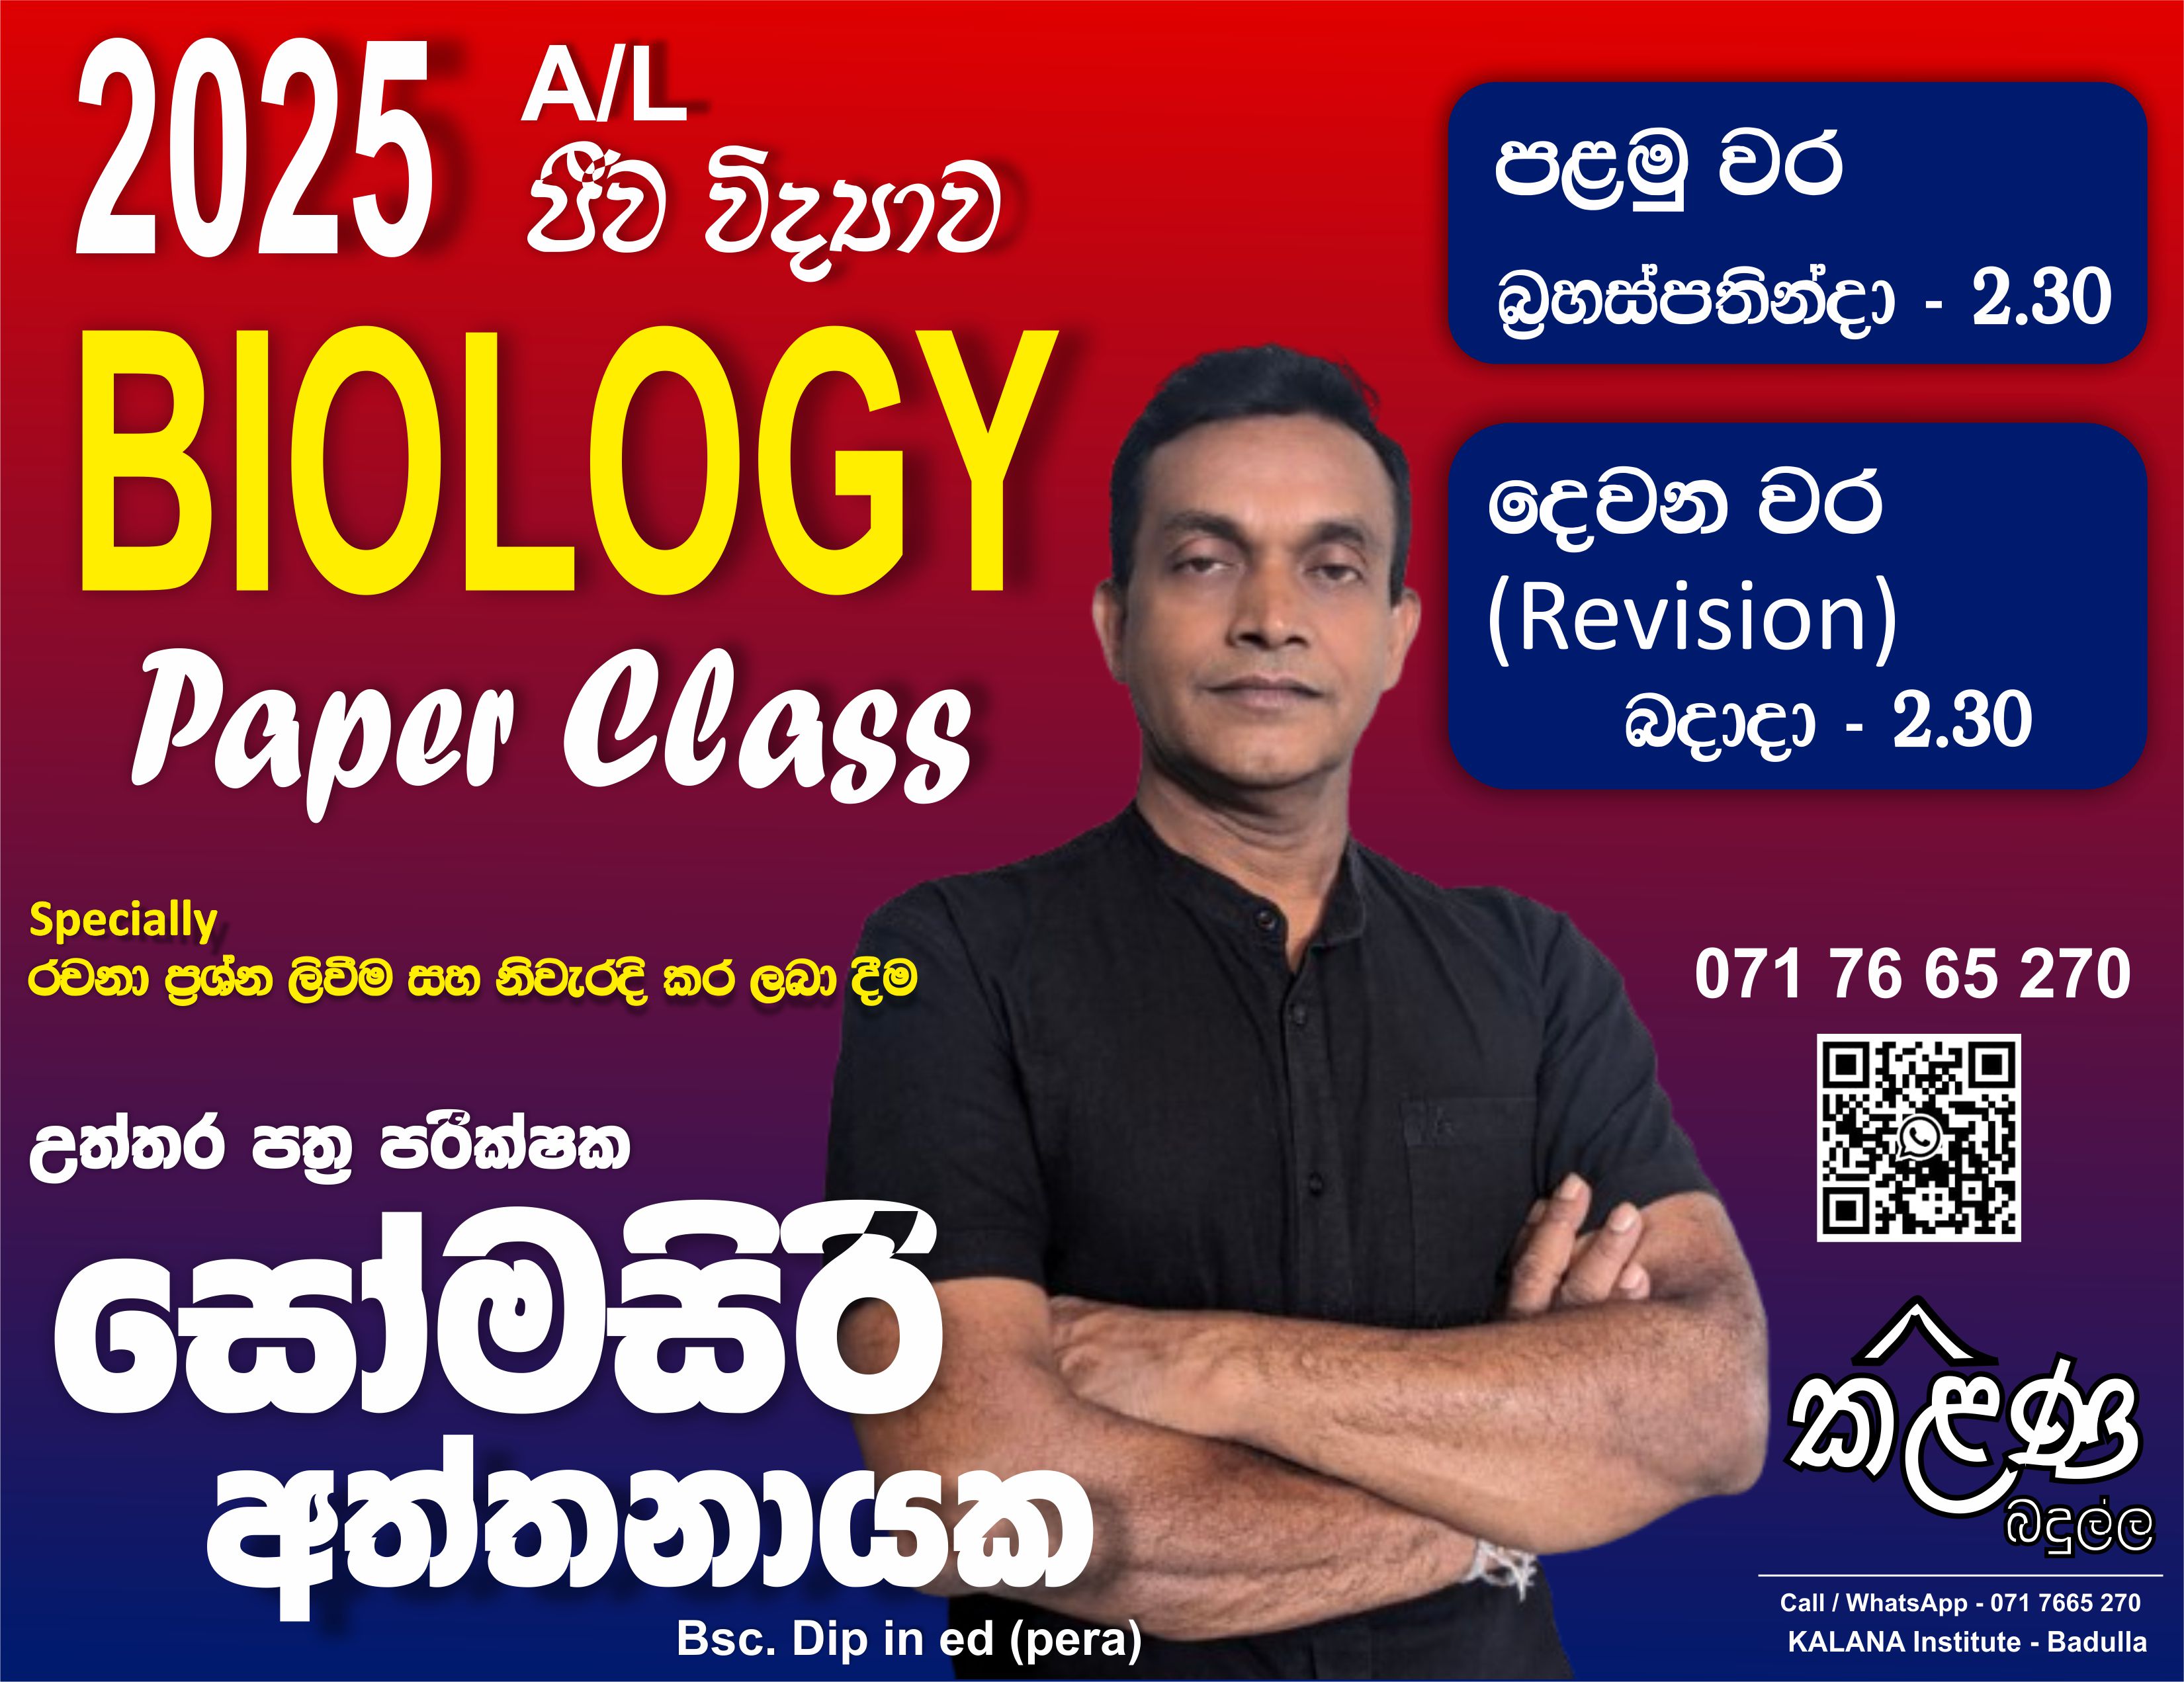 2025
A/L
ජීව විද්‍යාව
BIOLOGY
Paper Class
Specially
රචනා ප්‍රශ්න ලිවීම සහ නිවැරදි කර ලබා දීම
උත්තර පත්‍ර පරීක්ෂක
සෝමසිරි
අත්තනායක
Bsc. Dip in ed (pera)
පළමු වර
බ්‍රහස්පතින්දා - 2.30
දෙවන වර
(Revision)
බදාදා - 2.30
071 76 65 270
කළණ
බදුල්ල
Call / WhatsApp - 071 7665 270
KALANA Institute - Badulla